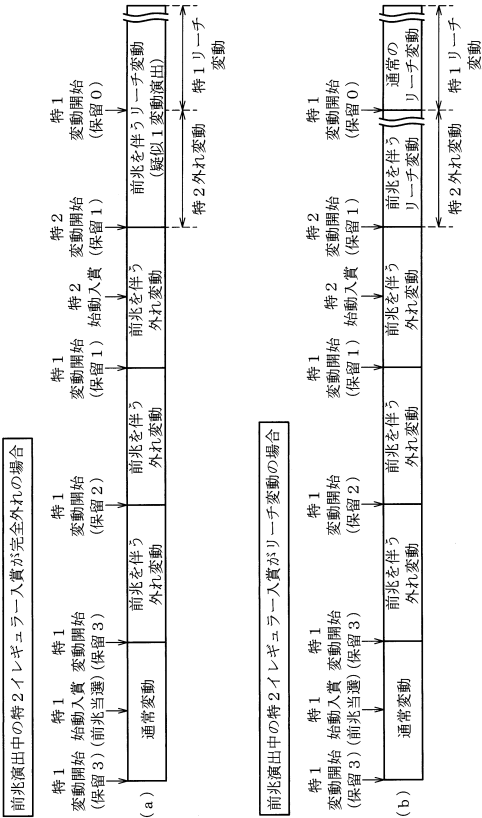 前兆演出中の特2イレギュラー入賞が完全外れの場合
特1
変動開始
(保留3)
特1
始動入賞
(前兆当選)
特1
変動開始
(保留3)
特1
変動開始
(保留2)
特1
変動開始
(保留1)
特2
始動入賞
特2
変動開始
(保留1)
特1
変動開始
(保留0)
通常変動
前兆を伴う
外れ変動
前兆を伴う
外れ変動
前兆を伴う
外れ変動
前兆を伴うリーチ変動
(疑似1変動演出)
特2外れ変動
特1リーチ
変動
(a)
前兆演出中の特2イレギュラー入賞がリーチ変動の場合
特1
変動開始
(保留3)
特1
始動入賞
(前兆当選)
特1
変動開始
(保留3)
特1
変動開始
(保留2)
特1
変動開始
(保留1)
特2
始動入賞
特2
変動開始
(保留1)
特1
変動開始
(保留0)
通常変動
前兆を伴う
外れ変動
前兆を伴う
外れ変動
前兆を伴う
外れ変動
前兆を伴う
リーチ変動
通常の
リーチ変動
特2外れ変動
特1リーチ
変動
(b)